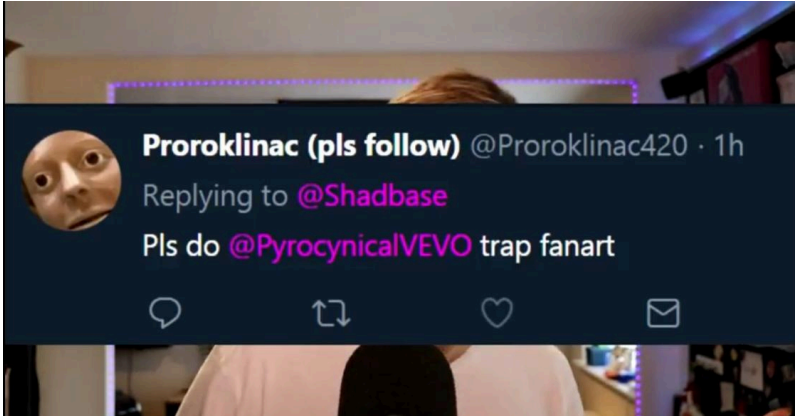 Proroklinac (pls follow) @Proroklinac420 · 1h
Replying to @Shadbase
Pls do @PyrocynicalVEVO trap fanart